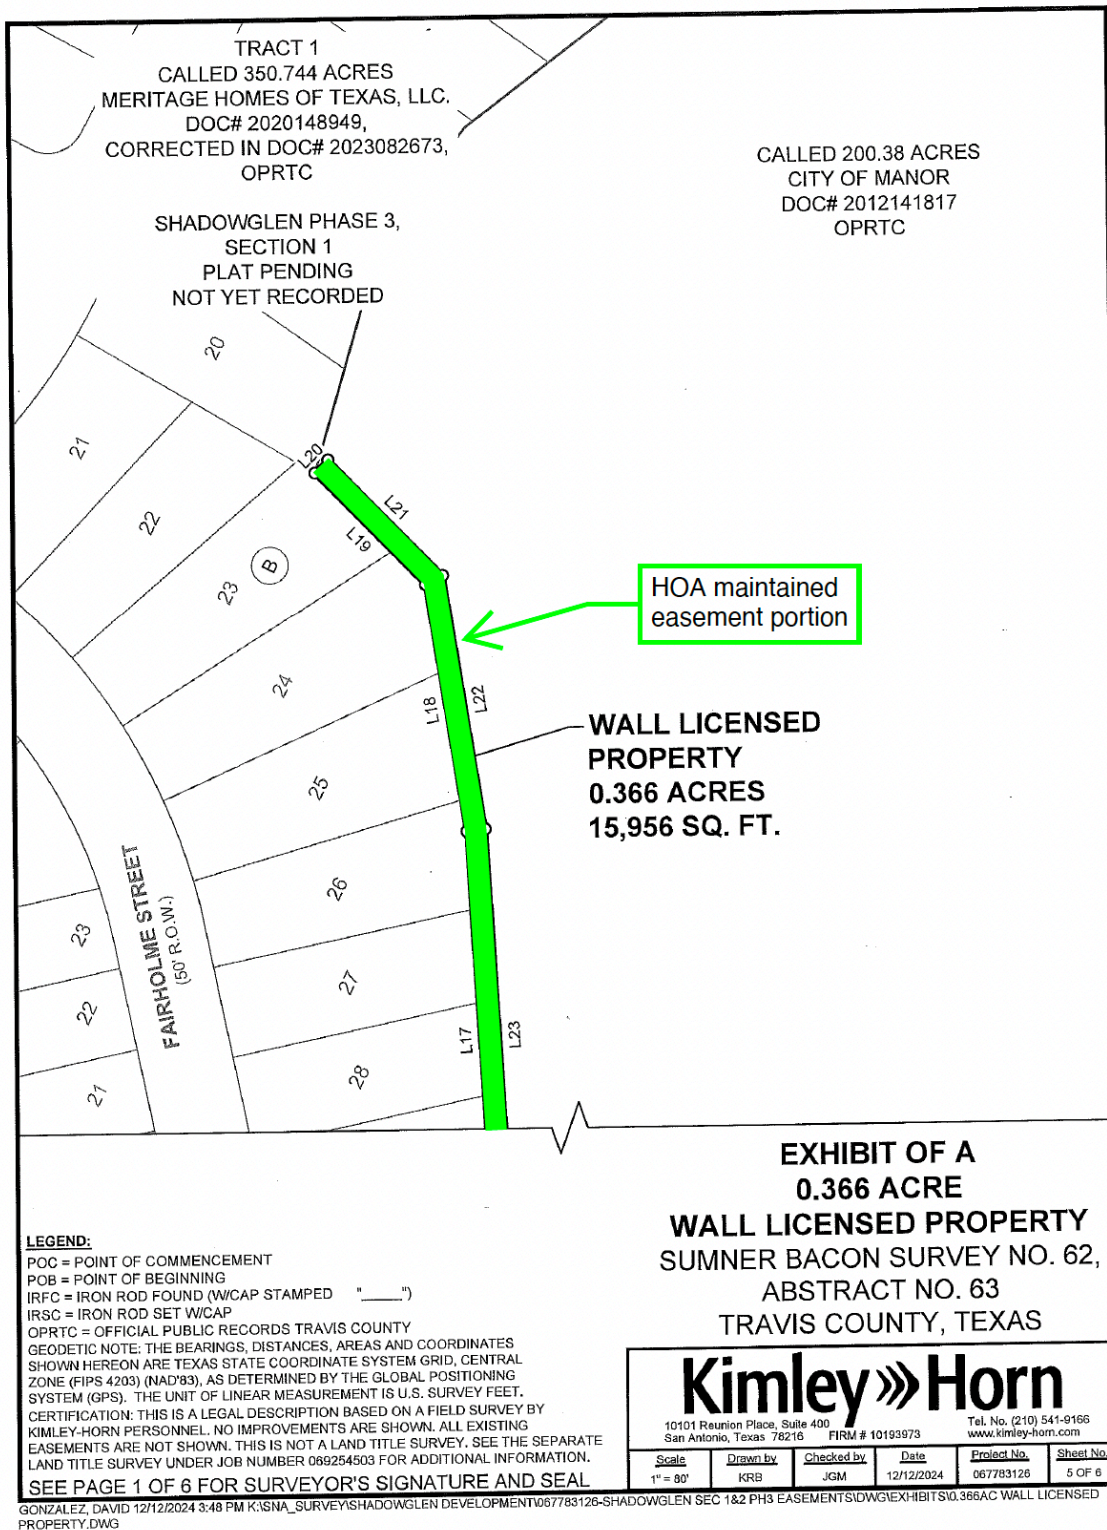 TRACT 1
CALLED 350.744 ACRES
MERITAGE HOMES OF TEXAS, LLC.
DOC# 2020148949,
CORRECTED IN DOC# 2023082673,
OPRTC
CALLED 200.38 ACRES
CITY OF MANOR
DOC# 2012141817
OPRTC
SHADOWGLEN PHASE 3,
SECTION 1
PLAT PENDING
NOT YET RECORDED
20
21
22
23
B
L20
L21
L19
HOA maintained
easement portion
24
L18
L22
WALL LICENSED
PROPERTY
0.366 ACRES
15,956 SQ. FT.
25
26
27
28
L17
L23
FAIRHOLME STREET
(50' R.O.W.)
23
22
21
EXHIBIT OF A
0.366 ACRE
WALL LICENSED PROPERTY
SUMNER BACON SURVEY NO. 62,
ABSTRACT NO. 63
TRAVIS COUNTY, TEXAS
LEGEND:
POC = POINT OF COMMENCEMENT
POB = POINT OF BEGINNING
IRFC = IRON ROD FOUND (W/CAP STAMPED "_____")
IRSC = IRON ROD SET W/CAP
OPRTC = OFFICIAL PUBLIC RECORDS TRAVIS COUNTY
GEODETIC NOTE: THE BEARINGS, DISTANCES, AREAS AND COORDINATES
SHOWN HEREON ARE TEXAS STATE COORDINATE SYSTEM GRID, CENTRAL
ZONE (FIPS 4203) (NAD'83), AS DETERMINED BY THE GLOBAL POSITIONING
SYSTEM (GPS). THE UNIT OF LINEAR MEASUREMENT IS U.S. SURVEY FEET.
CERTIFICATION: THIS IS A LEGAL DESCRIPTION BASED ON A FIELD SURVEY BY
KIMLEY-HORN PERSONNEL. NO IMPROVEMENTS ARE SHOWN. ALL EXISTING
EASEMENTS ARE NOT SHOWN. THIS IS NOT A LAND TITLE SURVEY. SEE THE SEPARATE
LAND TITLE SURVEY UNDER JOB NUMBER 069254503 FOR ADDITIONAL INFORMATION.
SEE PAGE 1 OF 6 FOR SURVEYOR'S SIGNATURE AND SEAL
Kimley»Horn
10101 Reunion Place, Suite 400
San Antonio, Texas 78216 FIRM # 10193973
Tel. No. (210) 541-9166
www.kimley-horn.com
Scale Drawn by Checked by Date Project No. Sheet No.
1" = 80' KRB JGM 12/12/2024 067783126 5 OF 6
GONZALEZ, DAVID 12/12/2024 3:48 PM K:\SNA_SURVEY\SHADOWGLEN DEVELOPMENT\067783126-SHADOWGLEN SEC 1&2 PH3 EASEMENTS\DWG\EXHIBITS\0.366AC WALL LICENSED
PROPERTY.DWG